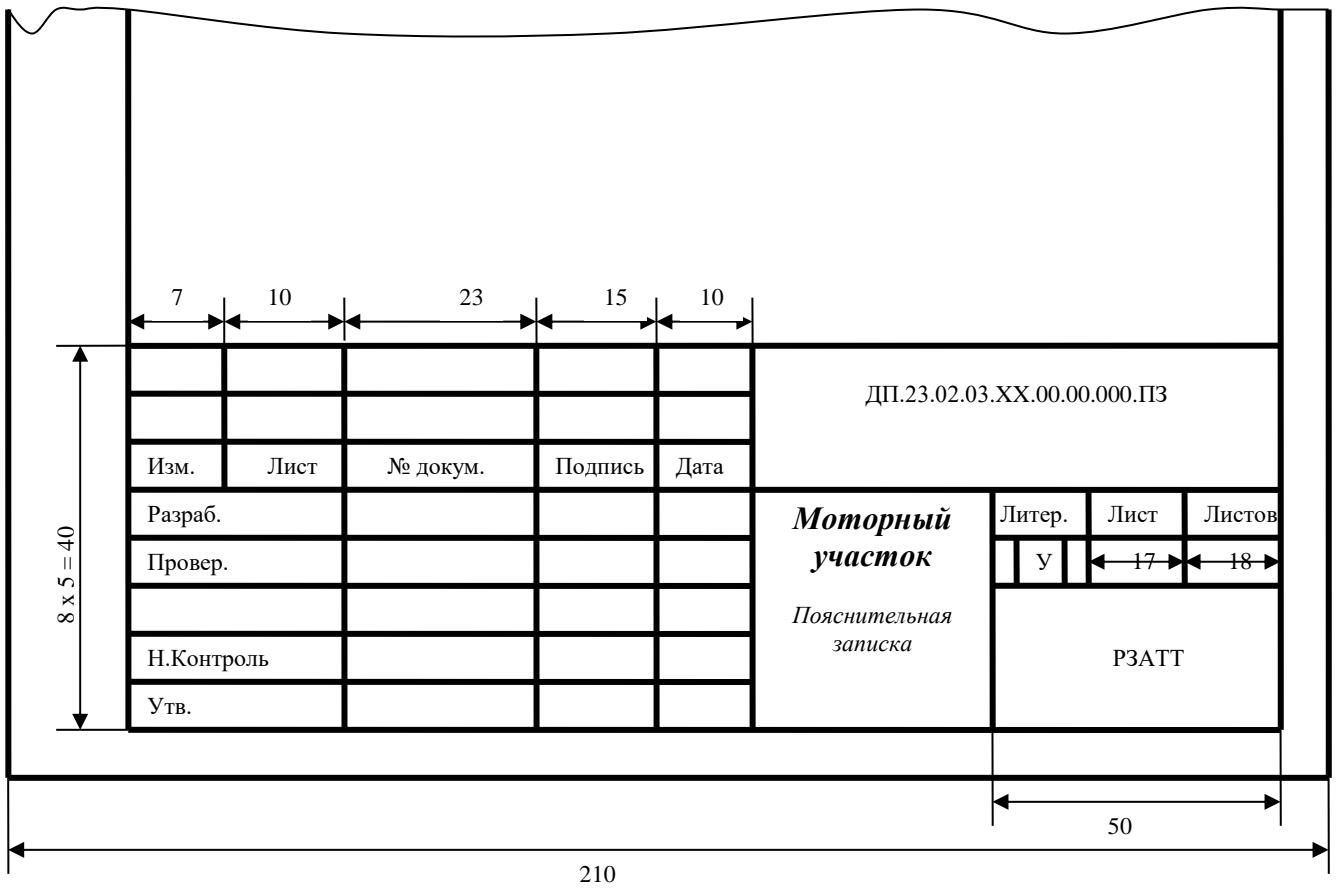 7 10 23 15 10
ДП.23.02.03.ХХ.00.00.000.ПЗ
Изм. Лист № докум. Подпись Дата
Разраб.
Провер.
Н.Контроль
Утв.
8 x 5 = 40
Моторный
участок
Пояснительная
записка
Литер. Лист Листов
У 17 18
РЗАТТ
50
210